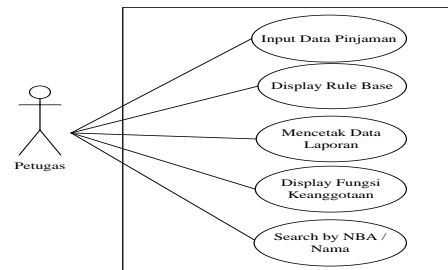 Input Data Pinjaman
Display Rule Base
Mencetak Data
Laporan
Petugas
Display Fungsi
Keanggotaan
Search by NBA /
Nama